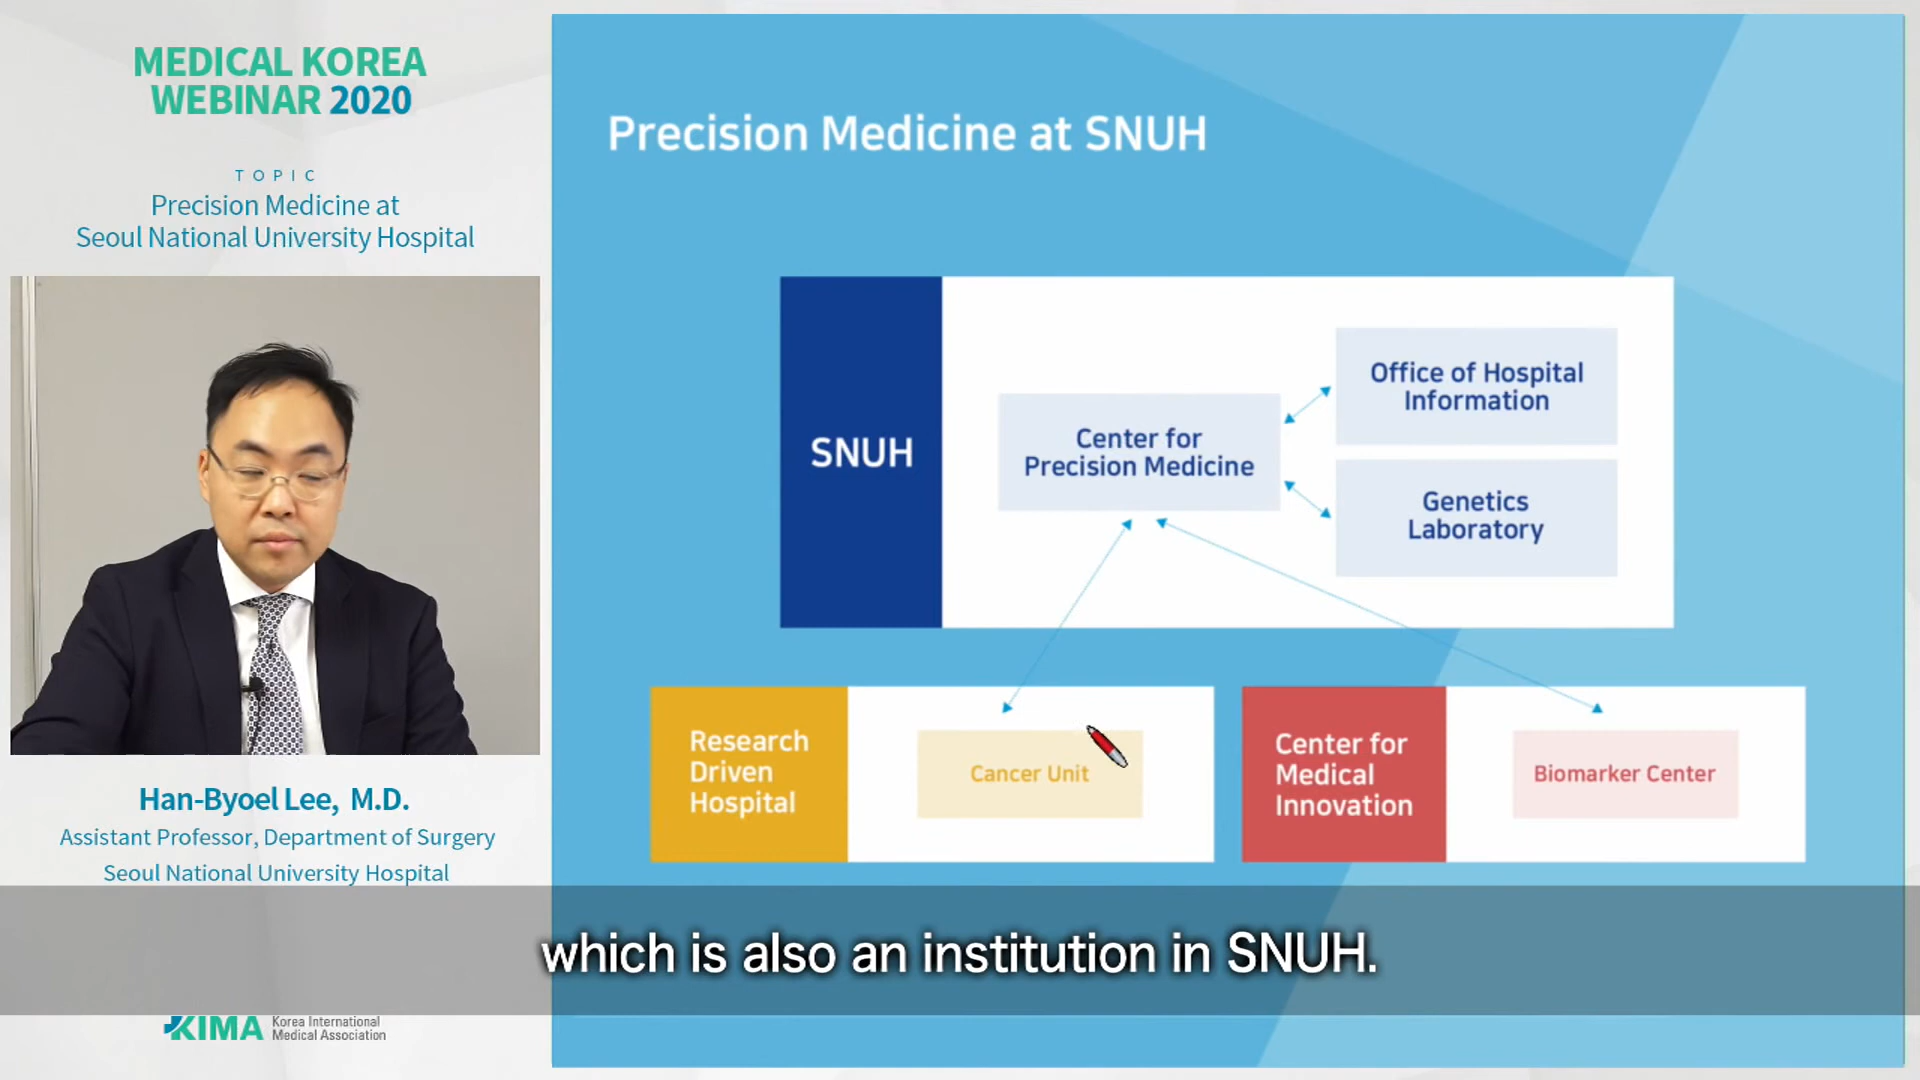 MEDICAL KOREA
WEBINAR 2020
TOPIC
Precision Medicine at
Seoul National University Hospital
Han-Byoel Lee, M.D.
Assistant Professor, Department of Surgery
Seoul National University Hospital
KIMA
Korea International
Medical Association
Precision Medicine at SNUH
SNUH
Center for
Precision Medicine
Office of Hospital
Information
Genetics
Laboratory
Research
Driven
Hospital
Cancer Unit
Center for
Medical
Innovation
Biomarker Center
which is also an institution in SNUH.